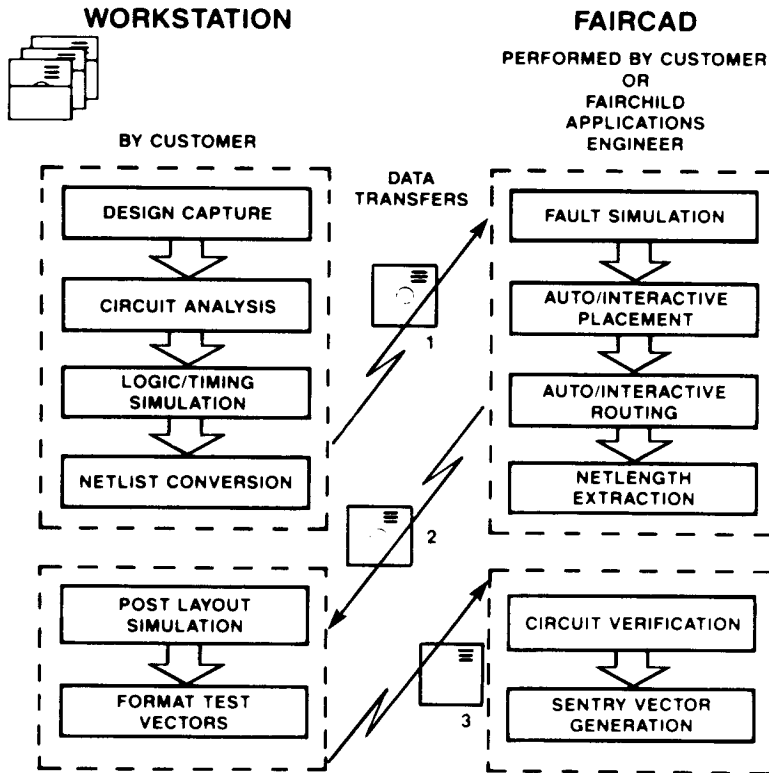 WORKSTATION
BY CUSTOMER
DESIGN CAPTURE
CIRCUIT ANALYSIS
LOGIC/TIMING
SIMULATION
NETLIST CONVERSION
POST LAYOUT
SIMULATION
FORMAT TEST
VECTORS
DATA
TRANSFERS
1
2
3
FAIRCAD
PERFORMED BY CUSTOMER
OR
FAIRCHILD
APPLICATIONS
ENGINEER
FAULT SIMULATION
AUTO/INTERACTIVE
PLACEMENT
AUTO/INTERACTIVE
ROUTING
NETLENGTH
EXTRACTION
CIRCUIT VERIFICATION
SENTRY VECTOR
GENERATION